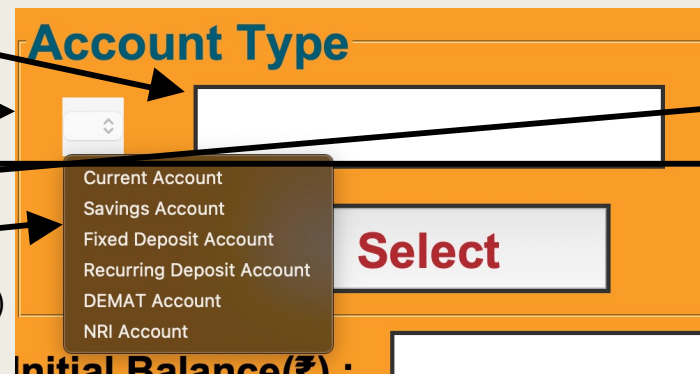 Account Type
Current Account
Savings Account
Fixed Deposit Account
Recurring Deposit Account
DEMAT Account
NRI Account
Select
Initial Balance(₹) :
)